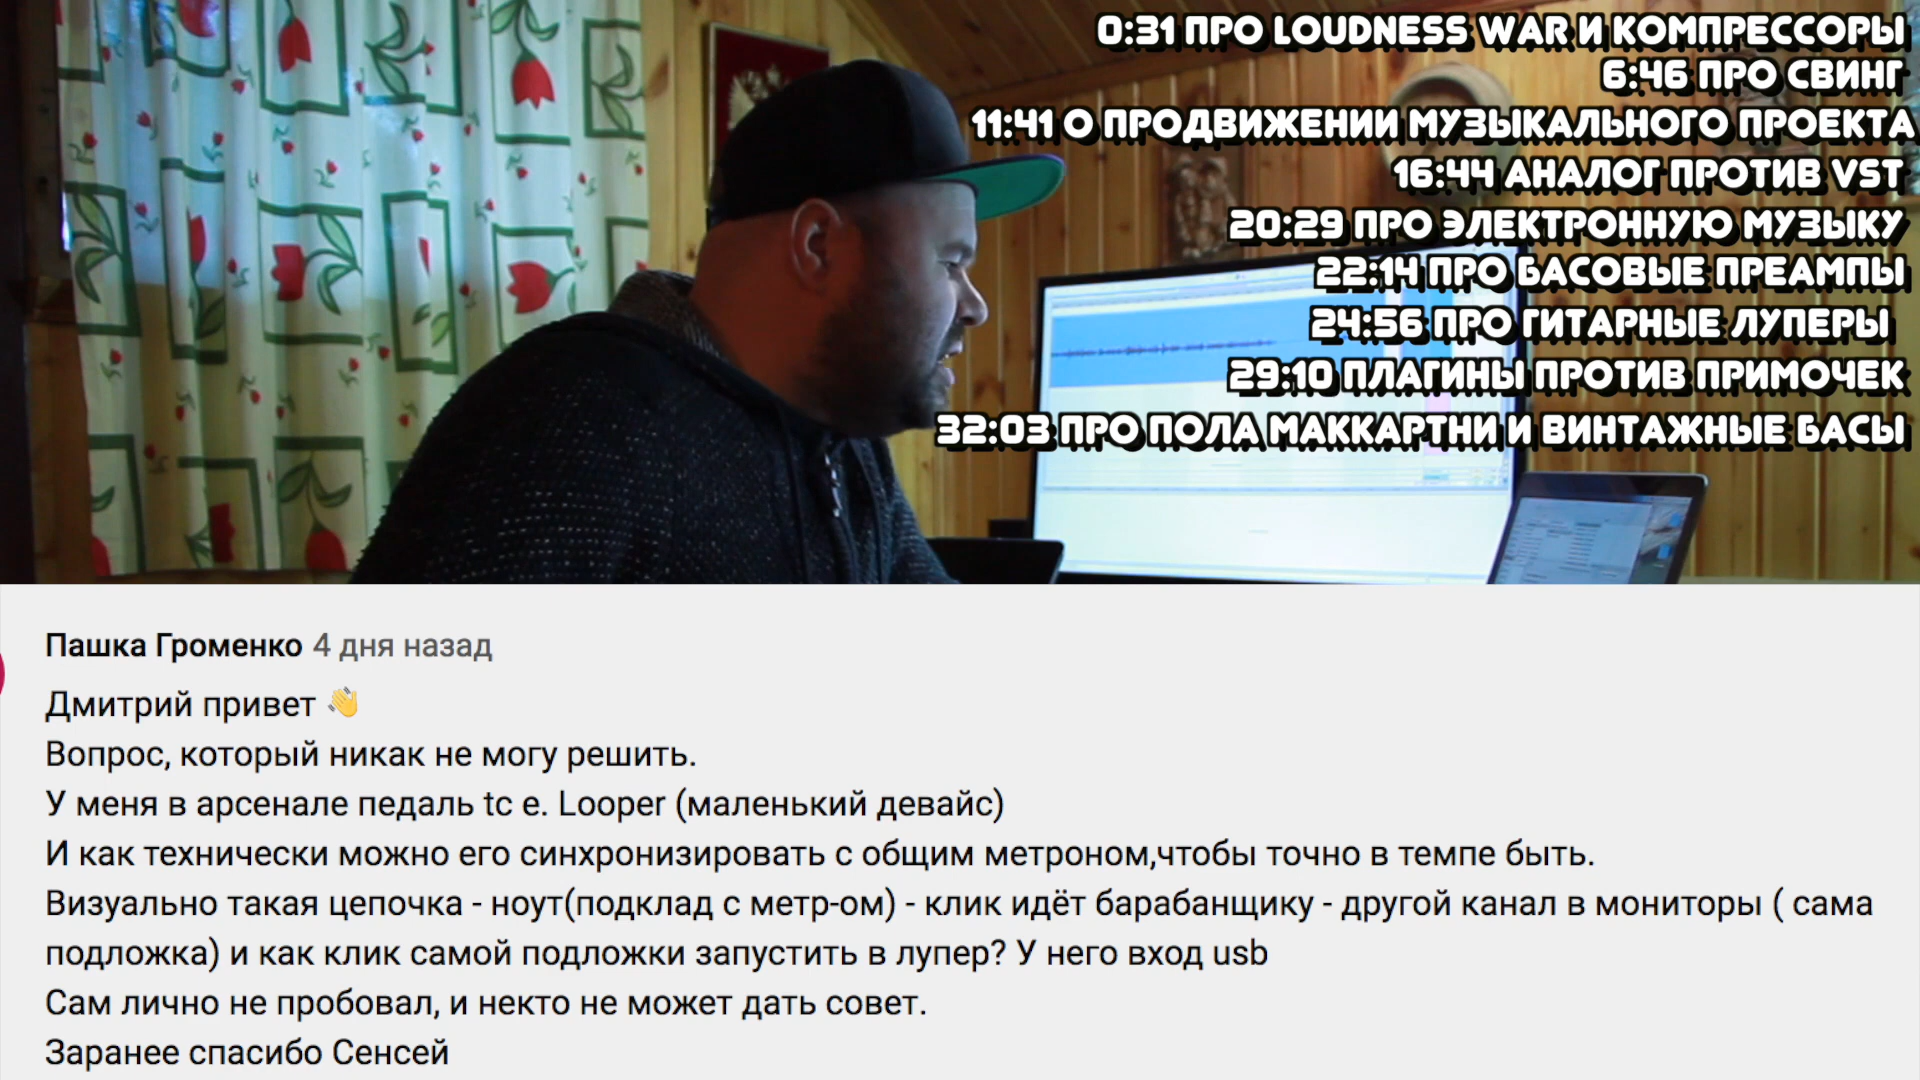 0:31 ПРО LOUDNESS WAR И КОМПРЕССОРЫ
6:46 ПРО СВИНГ
11:41 О ПРОДВИЖЕНИИ МУЗЫКАЛЬНОГО ПРОЕКТА
16:44 АНАЛОГ ПРОТИВ VST
20:29 ПРО ЭЛЕКТРОННУЮ МУЗЫКУ
22:14 ПРО БАСОВЫЕ ПРЕАМПЫ
24:56 ПРО ГИТАРНЫЕ ЛУПЕРЫ
29:10 ПЛАГИНЫ ПРОТИВ ПРИМОЧЕК
32:03 ПРО ПОЛА МАККАРТНИ И ВИНТАЖНЫЕ БАСЫ
Пашка Громенко 4 дня назад
Дмитрий привет 👋
Вопрос, который никак не могу решить.
У меня в арсенале педаль tc e. Looper (маленький девайс)
И как технически можно его синхронизировать с общим метроном,чтобы точно в темпе быть.
Визуально такая цепочка - ноут(подклад с метр-ом) - клик идёт барабанщику - другой канал в мониторы ( сама
подложка) и как клик самой подложки запустить в лупер? У него вход usb
Сам лично не пробовал, и некто не может дать совет.
Заранее спасибо Сенсей